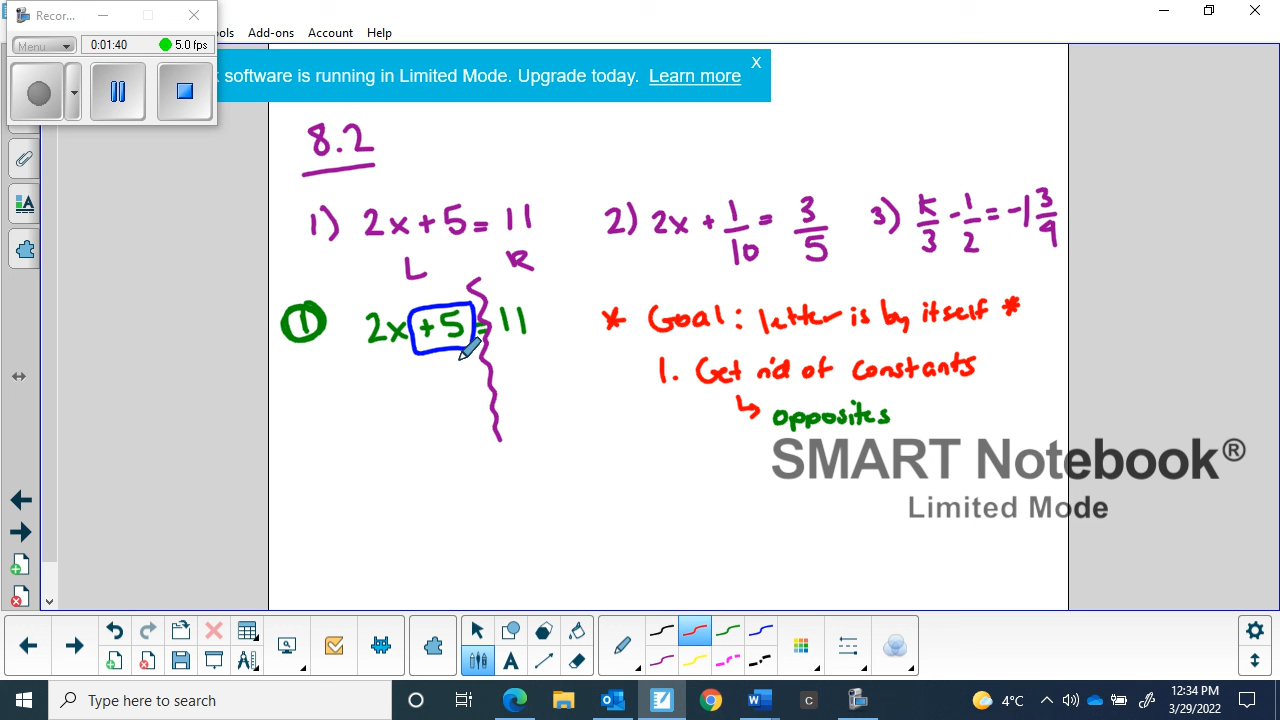 Recor...
Menu
0:01:40
5.0 fps
ols Add-ons Account Help
software is running in Limited Mode. Upgrade today. Learn more X
8.2
1) 2x + 5 = 11 2) 2x + 1/10 = 3/5 3) k/3 - 1/2 = -1 3/9
L R
① 2x + 5 = 11 * Goal: letter is by itself *
1. Get rid of constants
↳ opposites
SMART Notebook®
Limited Mode
A
A
Type here to search
C
4°C
12:34 PM
3/29/2022